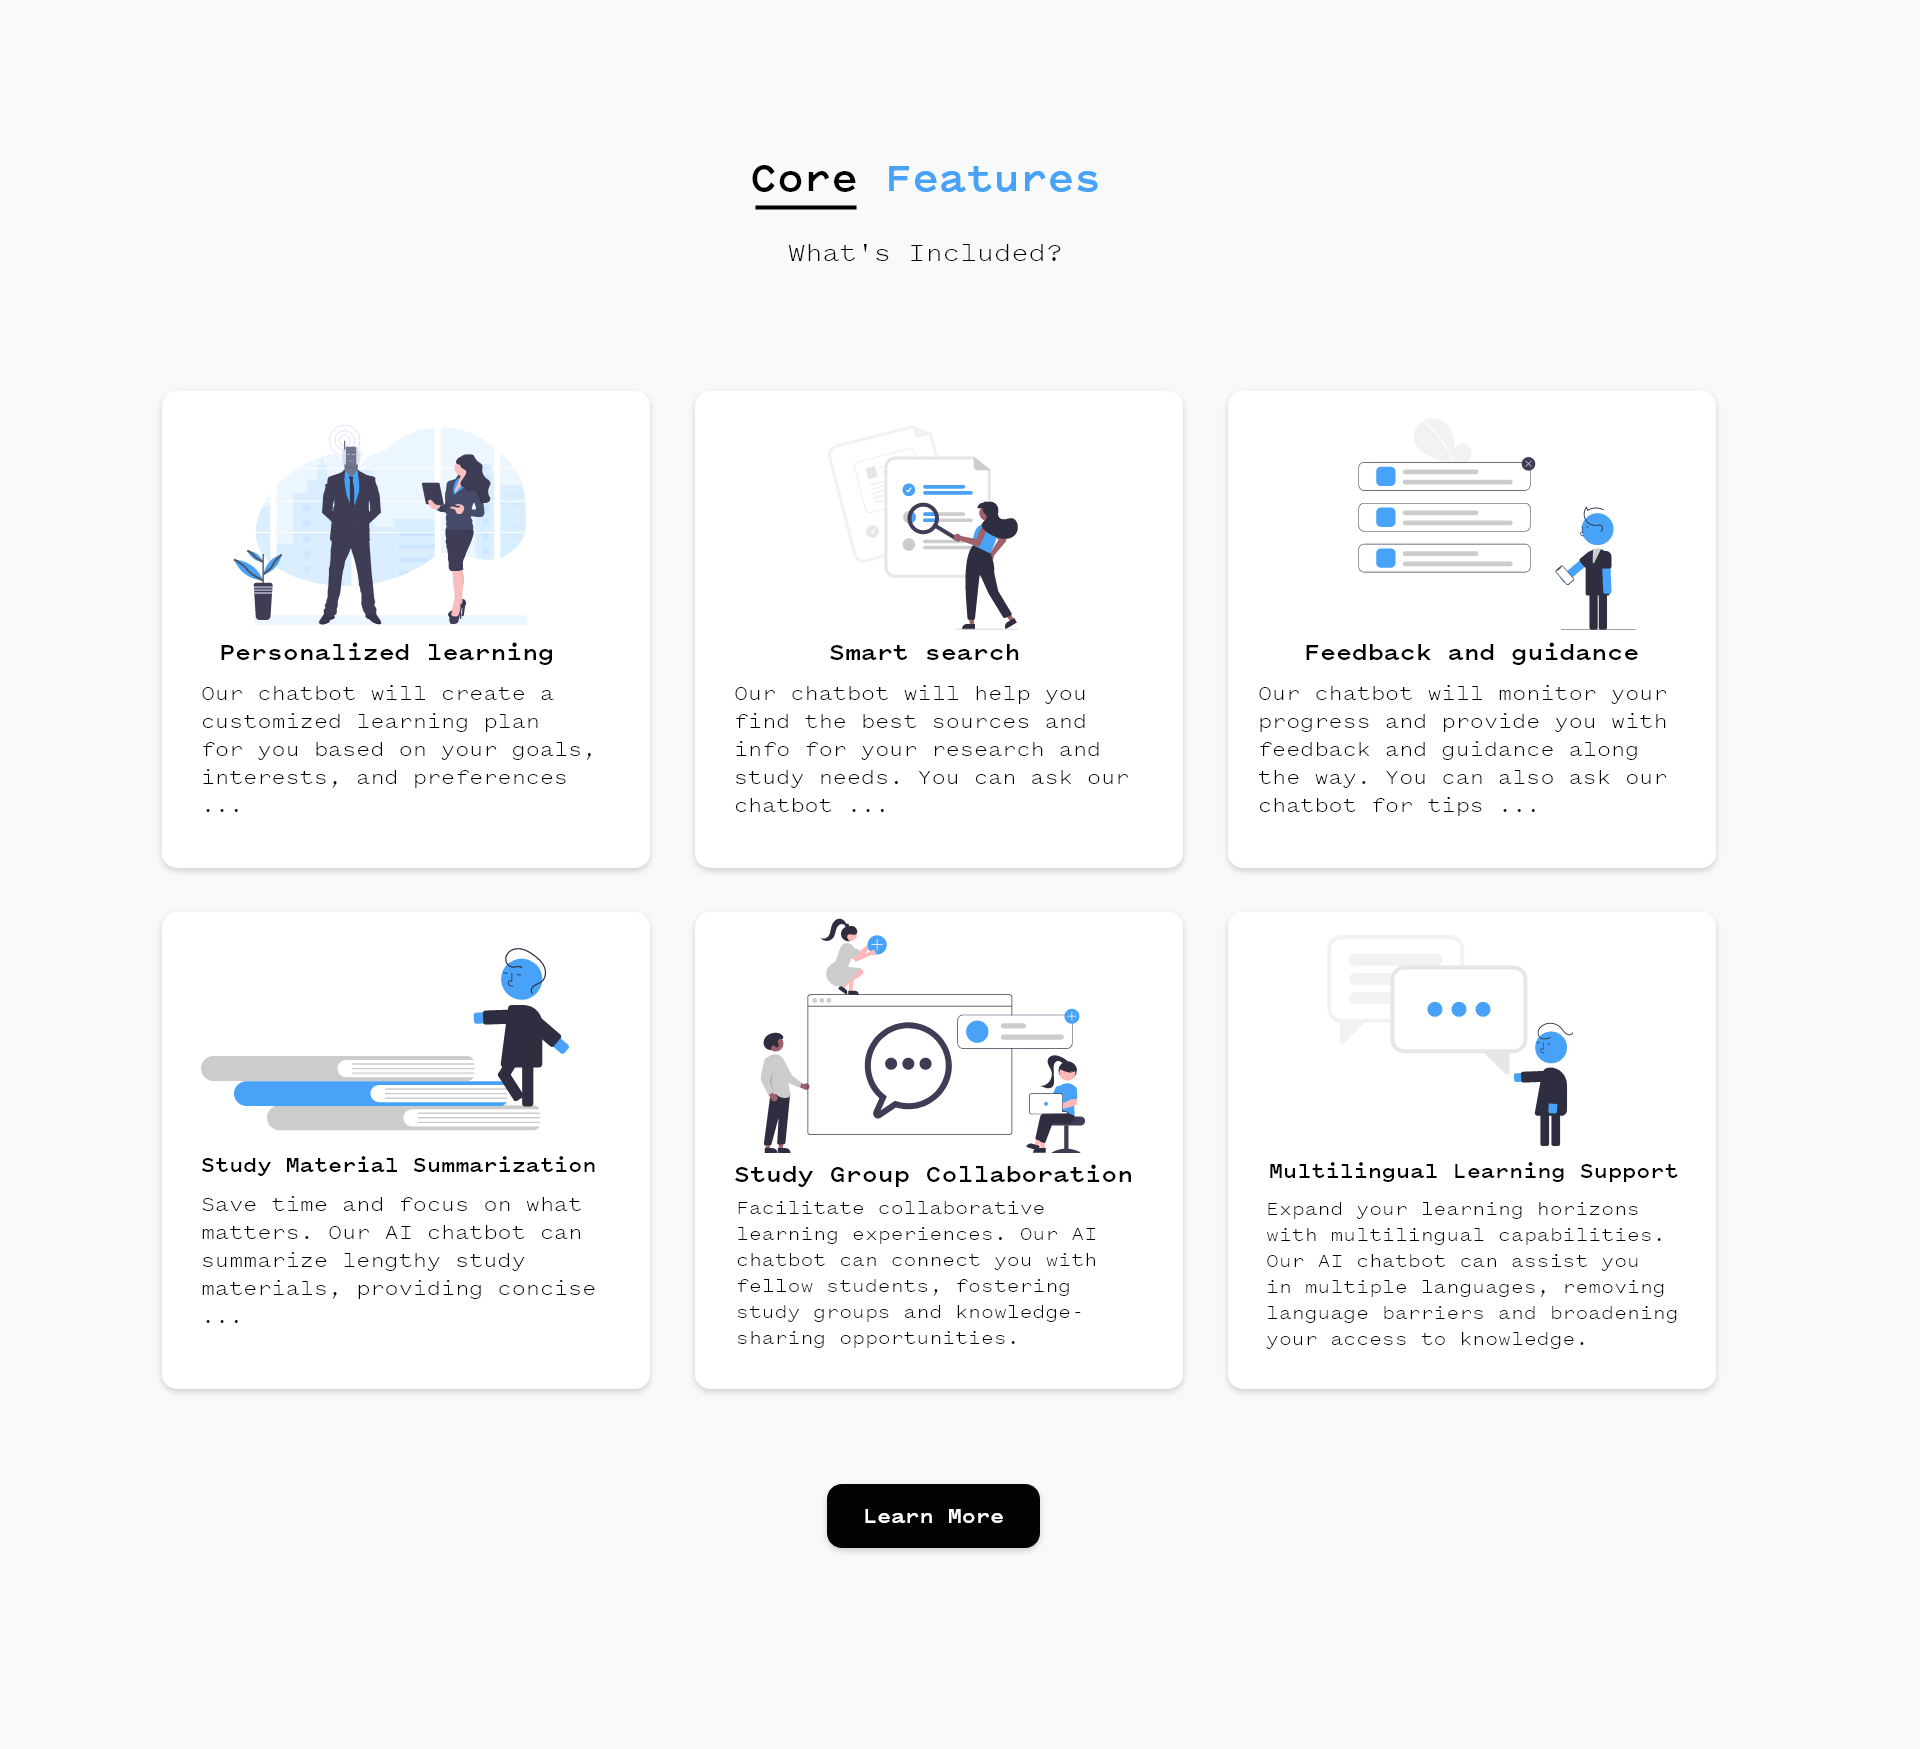 Core Features
What's Included?
Personalized learning
Our chatbot will create a
customized learning plan
for you based on your goals,
interests, and preferences
...
Smart search
Our chatbot will help you
find the best sources and
info for your research and
study needs. You can ask our
chatbot ...
Feedback and guidance
Our chatbot will monitor your
progress and provide you with
feedback and guidance along
the way. You can also ask our
chatbot for tips ...
Study Material Summarization
Save time and focus on what
matters. Our AI chatbot can
summarize lengthy study
materials, providing concise
...
Study Group Collaboration
Facilitate collaborative
learning experiences. Our AI
chatbot can connect you with
fellow students, fostering
study groups and knowledge-
sharing opportunities.
Multilingual Learning Support
Expand your learning horizons
with multilingual capabilities.
Our AI chatbot can assist you
in multiple languages, removing
language barriers and broadening
your access to knowledge.
Learn More